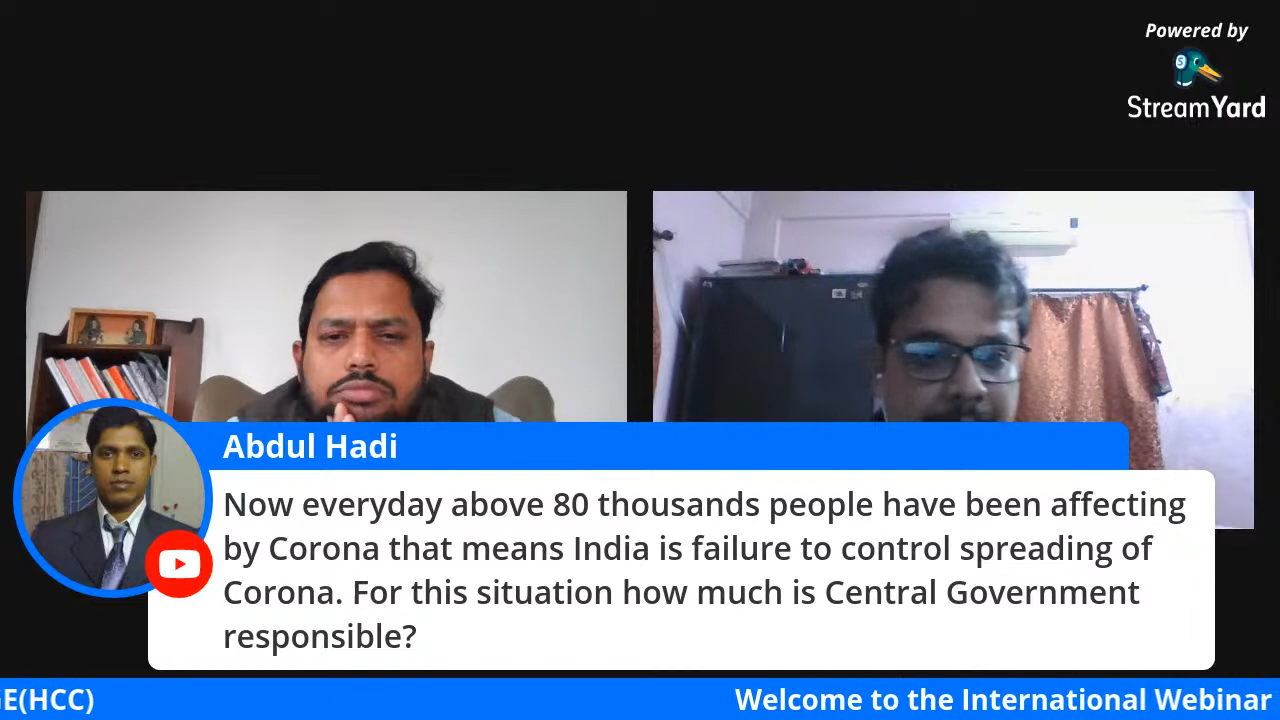 Powered by
StreamYard
Abdul Hadi
Now everyday above 80 thousands people have been affecting
by Corona that means India is failure to control spreading of
Corona. For this situation how much is Central Government
responsible?
GE(HCC) Welcome to the International Webinar